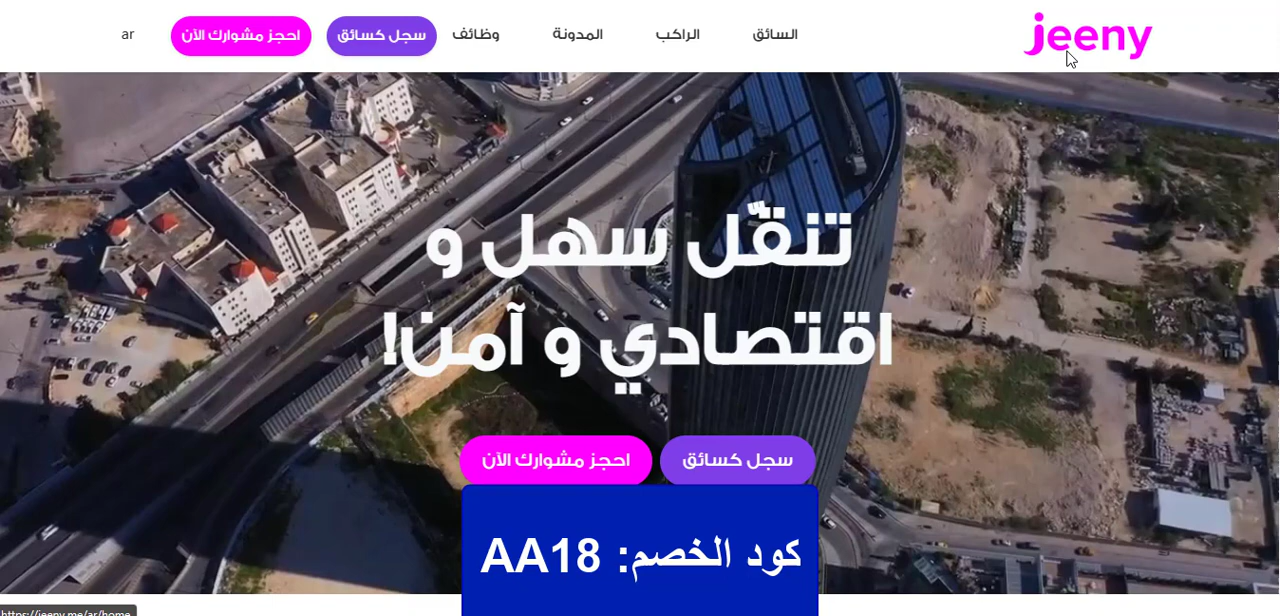 jeeny
السائق
الراكب
المدونة
وظائف
سجل كسائق
احجز مشوارك الآن
ar
تنقّل سهل و
اقتصادي و آمن!
سجل كسائق
احجز مشوارك الآن
كود الخصم: AA18
https://jeeny.me/ar/home